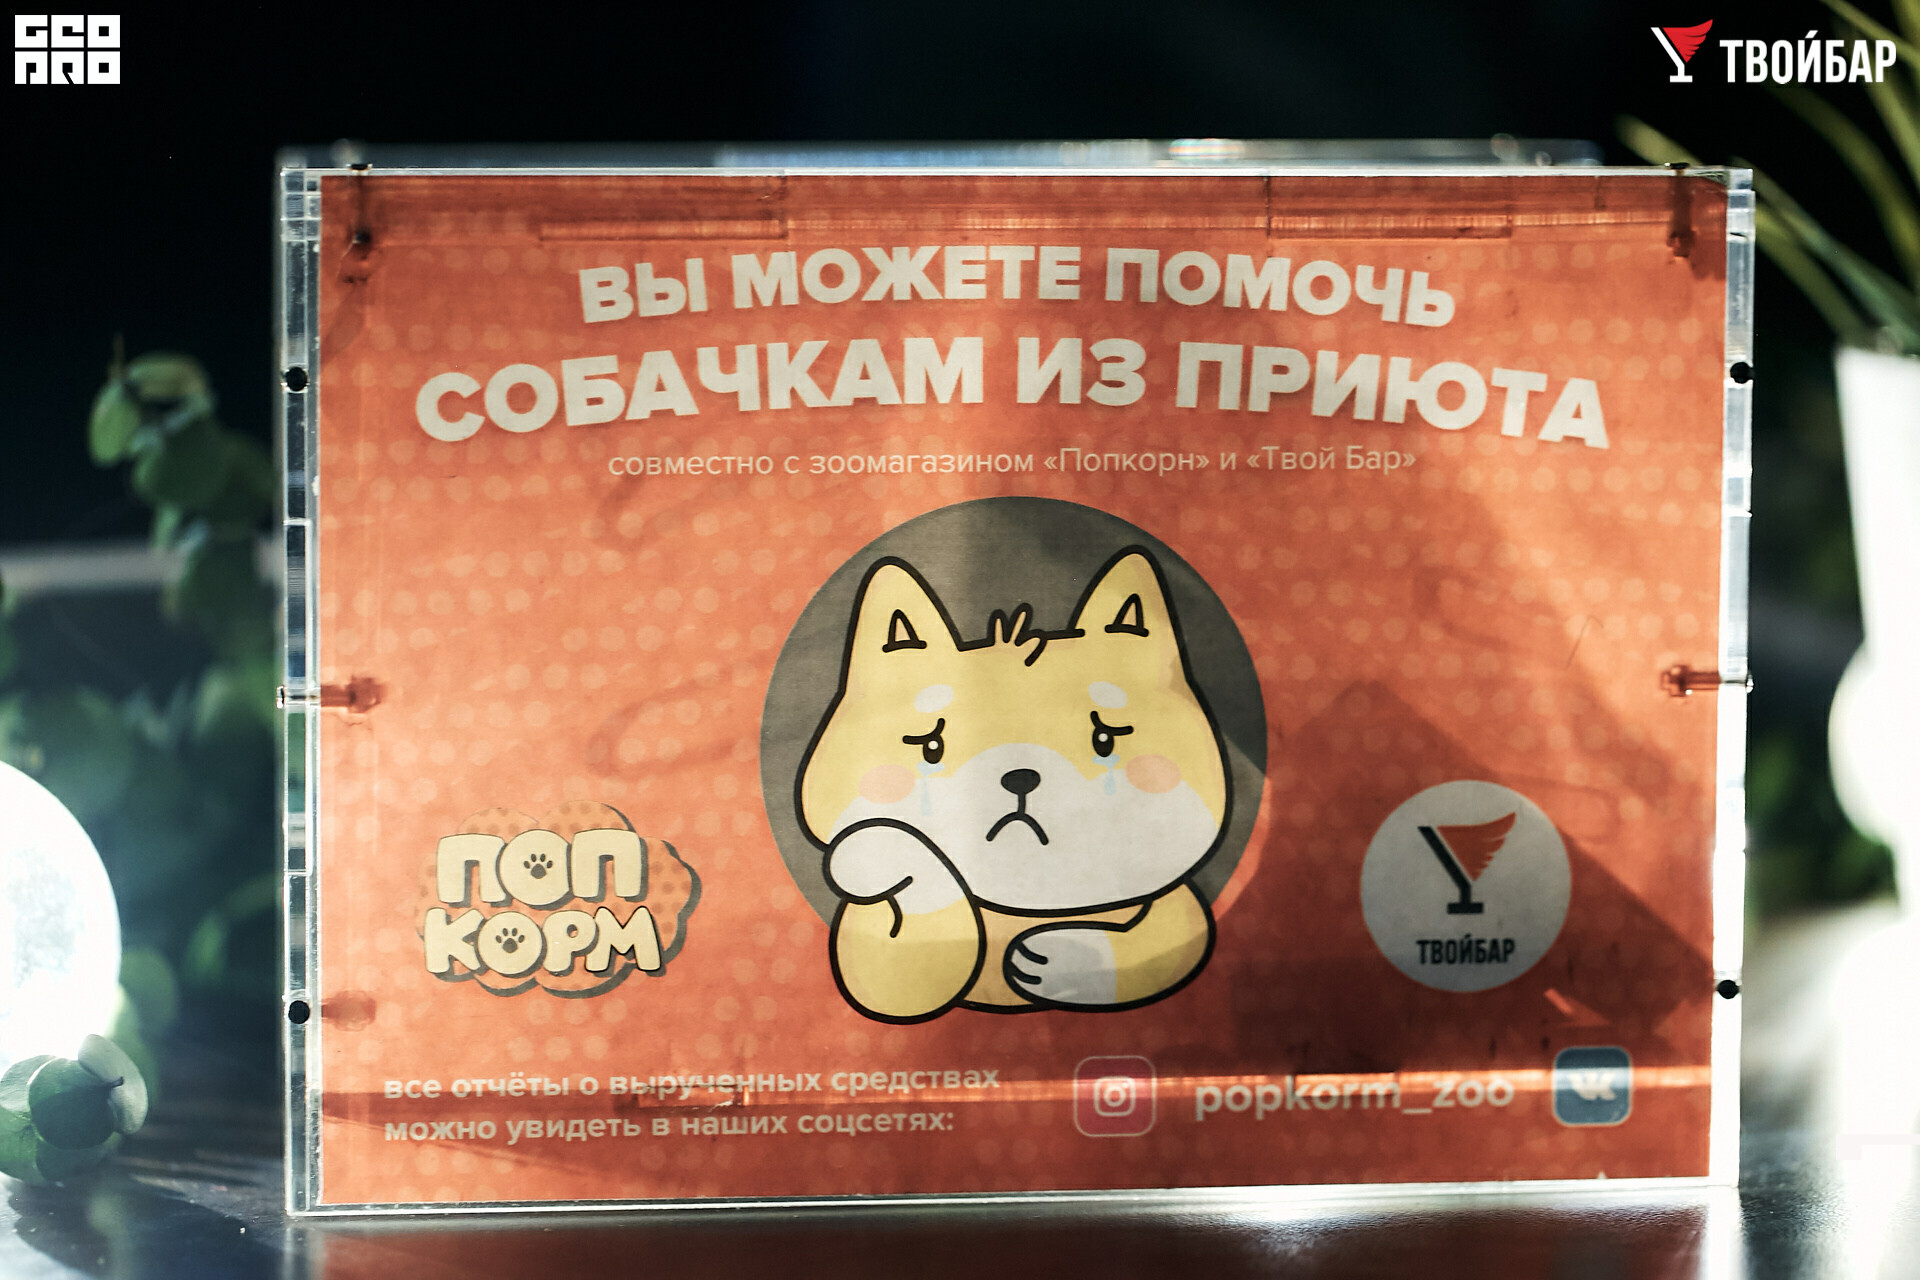 GEO
PRO
ТВОЙБАР
ВЫ МОЖЕТЕ ПОМОЧЬ
СОБАЧКАМ ИЗ ПРИЮТА
совместно с зоомагазином «Попкорн» и «Твой Бар»
ПОП
КОРМ
ТВОЙБАР
все отчёты о вырученных средствах
можно увидеть в наших соцсетях:
popkorm_zoo